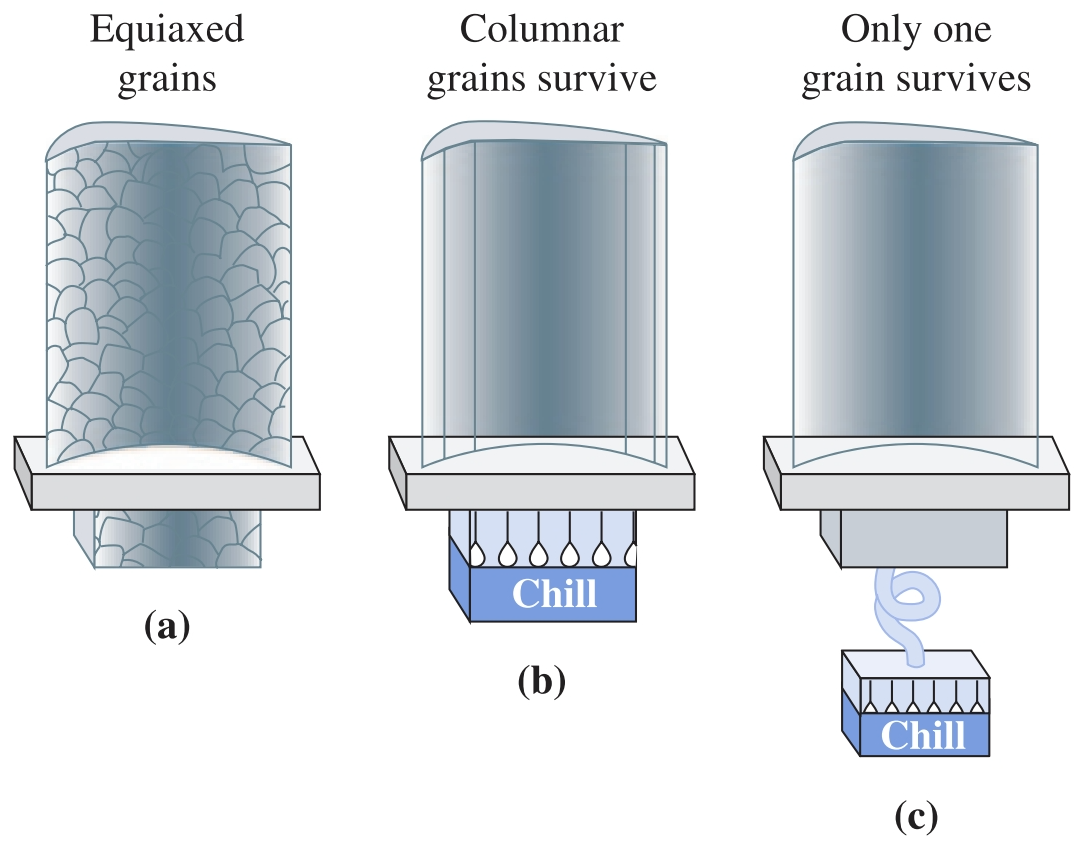 Equiaxed
grains
Columnar
grains survive
Only one
grain survives
Chill
(a)
(b)
Chill
(c)